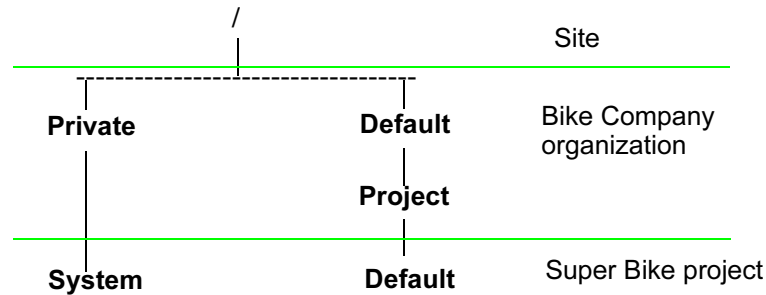 /
Site
Private
Default
Bike Company
organization
Project
System
Default
Super Bike project